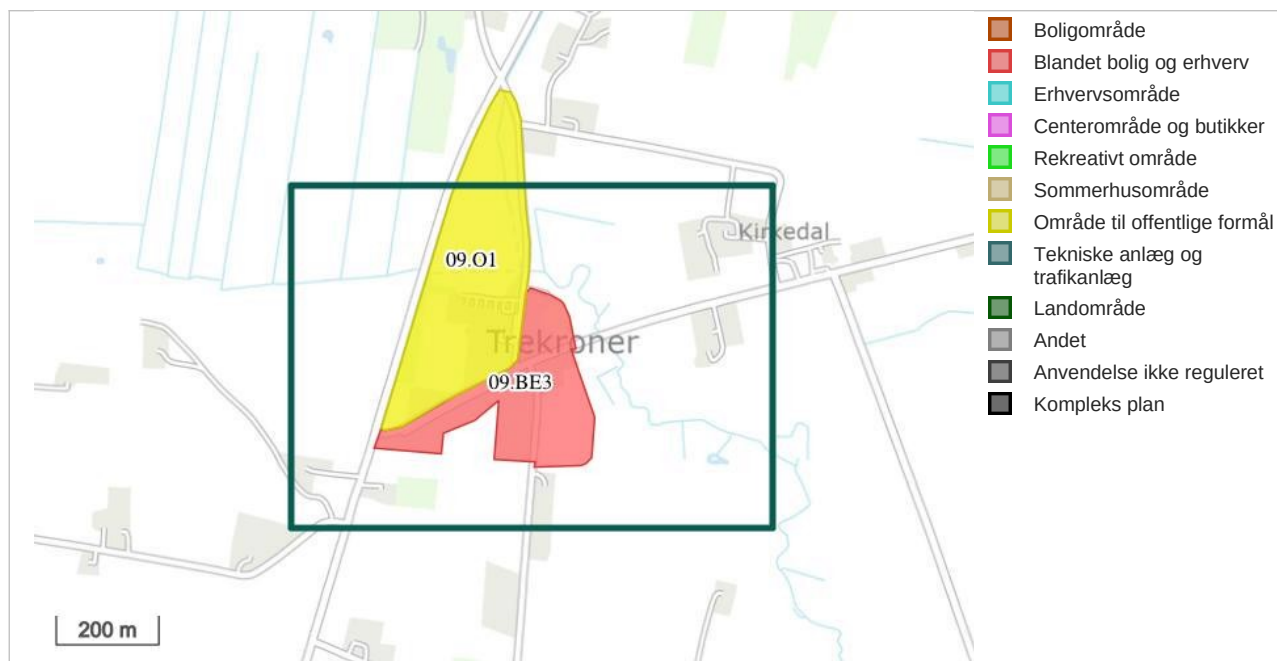 Boligområde
Blandet bolig og erhverv
Erhvervsområde
Centerområde og butikker
Rekreativt område
Sommerhusområde
Område til offentlige formål
Tekniske anlæg og
trafikanlæg
Landområde
Andet
Anvendelse ikke reguleret
Kompleks plan
Kirkedal
09.O1
Trekroner
09.BE3
200 m